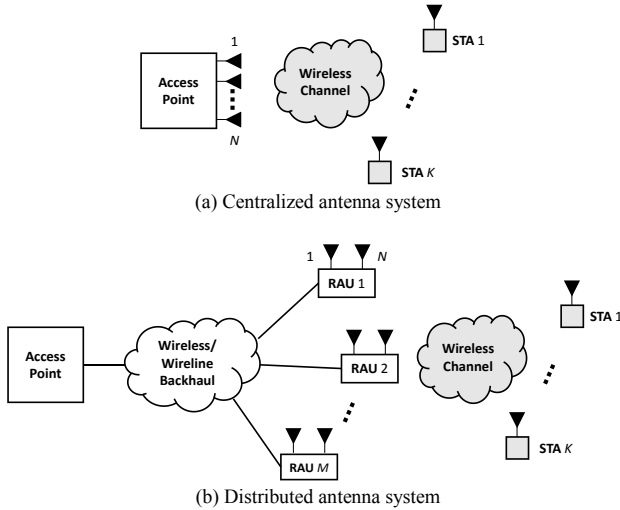 1
Access
Point
N
Wireless
Channel
STA 1
STA K
(a) Centralized antenna system
1
N
RAU 1
Access
Point
Wireless/
Wireline
Backhaul
RAU 2
RAU M
Wireless
Channel
STA 1
STA K
(b) Distributed antenna system